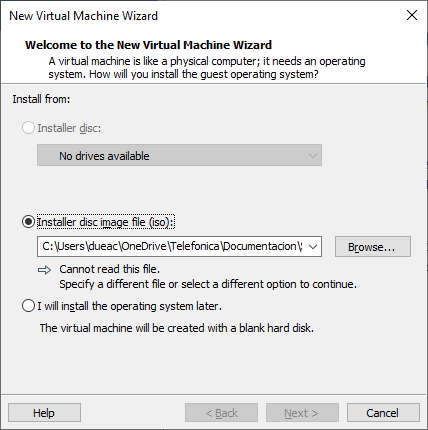 New Virtual Machine Wizard
Welcome to the New Virtual Machine Wizard
A virtual machine is like a physical computer; it needs an operating
system. How will you install the guest operating system?
Install from:
Installer disc:
No drives available
Installer disc image file (iso):
C:\Users\dueac\OneDrive\Telefonica\Documentacion\
Browse...
Cannot read this file.
Specify a different file or select a different option to continue.
I will install the operating system later.
The virtual machine will be created with a blank hard disk.
Help
< Back
Next >
Cancel